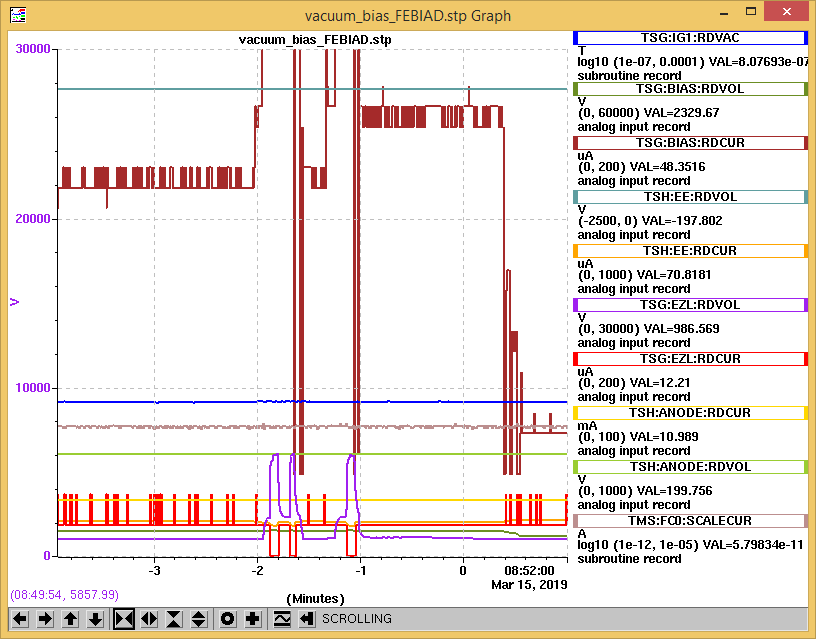 vacuum_bias_FEBIAD.stp Graph
vacuum_bias_FEBIAD.stp
30000
20000
V
10000
0
-3
-2
-1
0
08:52:00
Mar 15, 2019
(08:49:54, 5857.99)
(Minutes)
SCROLLING
TSG:IG1:RDVAC
T
log10 (1e-07, 0.0001) VAL=8.07693e-07
subroutine record
TSG:BIAS:RDVOL
V
(0, 60000) VAL=2329.67
analog input record
TSG:BIAS:RDCUR
uA
(0, 200) VAL=48.3516
analog input record
TSH:EE:RDVOL
V
(-2500, 0) VAL=-197.802
analog input record
TSH:EE:RDCUR
uA
(0, 1000) VAL=70.8181
analog input record
TSG:EZL:RDVOL
V
(0, 30000) VAL=986.569
analog input record
TSG:EZL:RDCUR
uA
(0, 200) VAL=12.21
analog input record
TSH:ANODE:RDCUR
mA
(0, 100) VAL=10.989
analog input record
TSH:ANODE:RDVOL
V
(0, 1000) VAL=199.756
analog input record
TMS:FC0:SCALECUR
A
log10 (1e-12, 1e-05) VAL=5.79834e-11
subroutine record